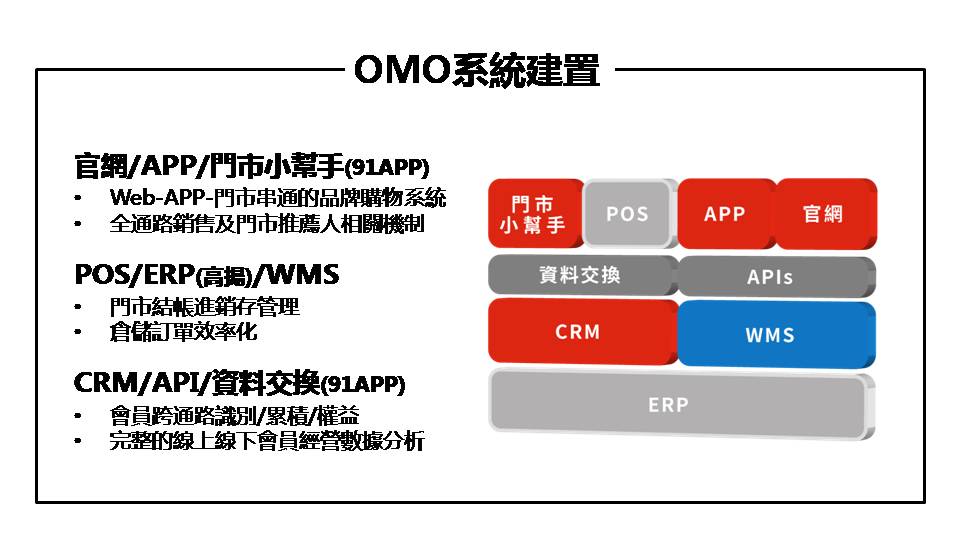 OMO系統建置
官網/APP/門市小幫手(91APP)
• Web-APP-門市串通的品牌購物系統
• 全通路銷售及門市推薦人相關機制
POS/ERP(高揚)/WMS
• 門市結帳進銷存管理
• 倉儲訂單效率化
CRM/API/資料交換(91APP)
• 會員跨通路識別/累積/權益
• 完整的線上線下會員經營數據分析
門市
小幫手
POS
APP
官網
資料交換
APIs
CRM
WMS
ERP